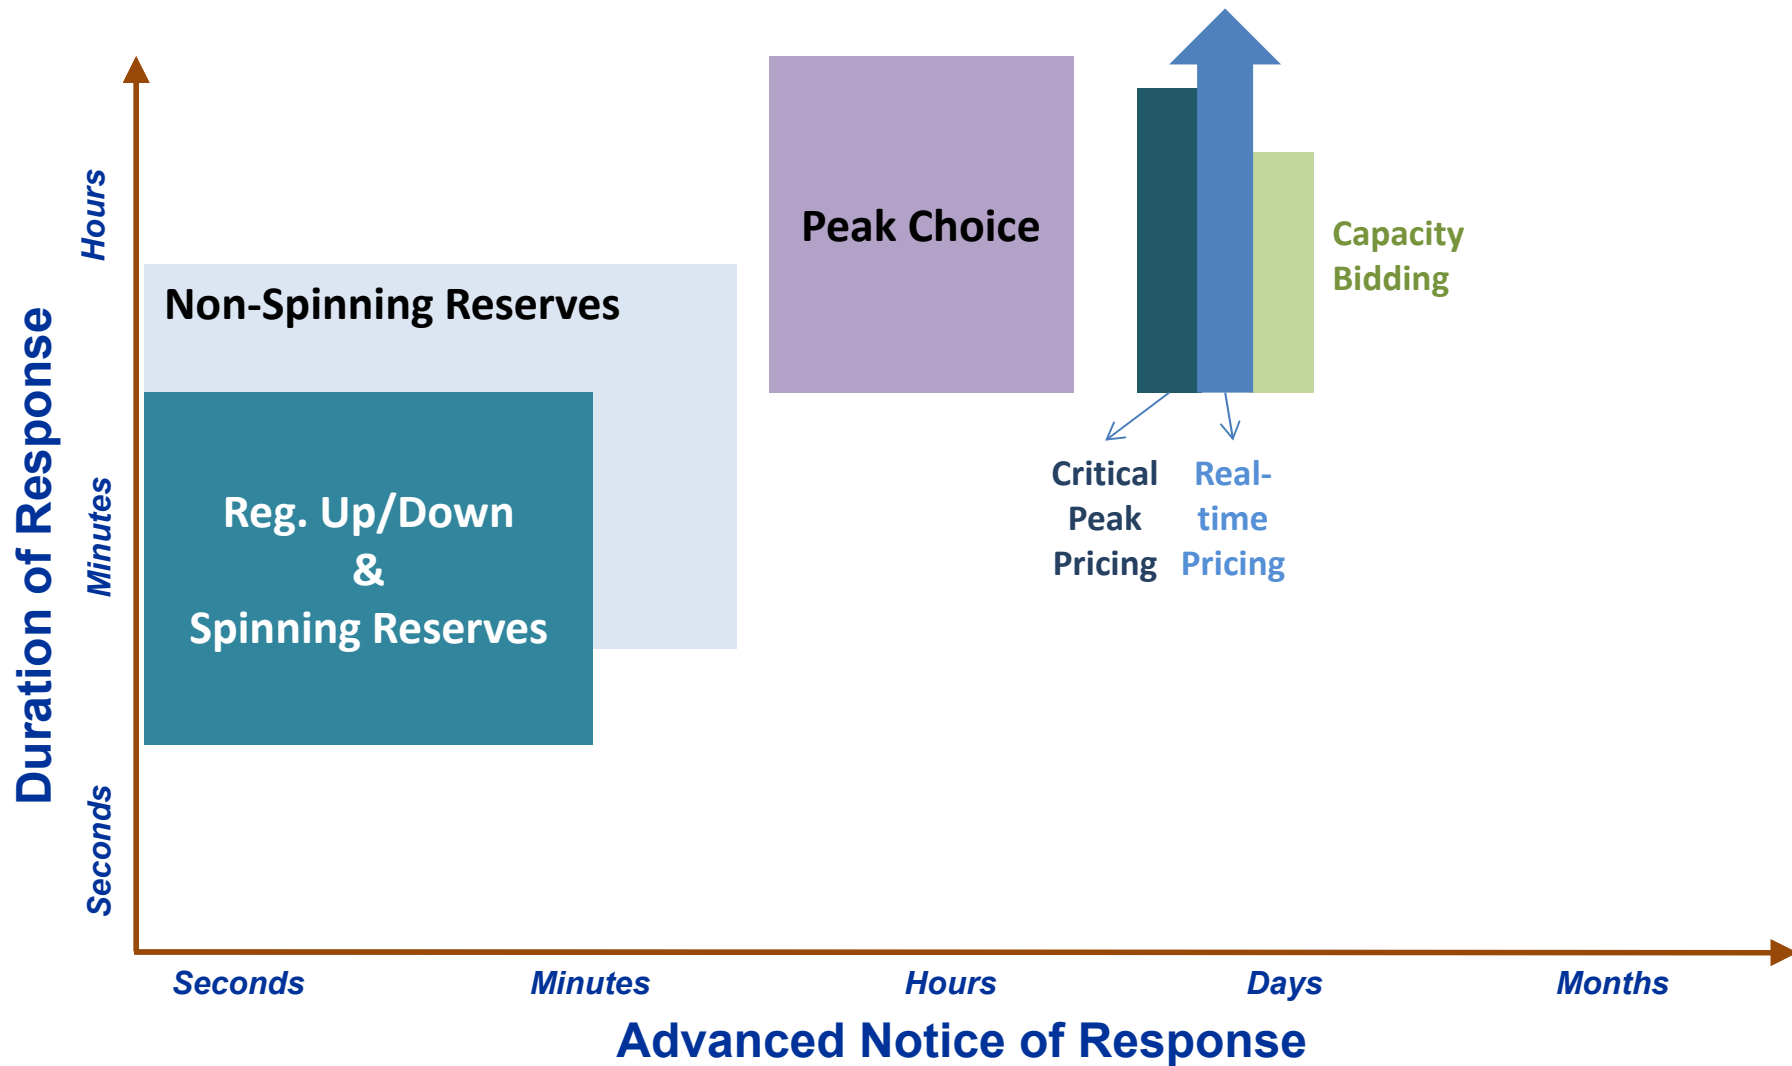 Duration of Response
Hours
Minutes
Seconds
Non-Spinning Reserves
Reg. Up/Down
&
Spinning Reserves
Peak Choice
Capacity
Bidding
Critical
Peak
Pricing
Real-
time
Pricing
Seconds
Minutes
Hours
Days
Months
Advanced Notice of Response